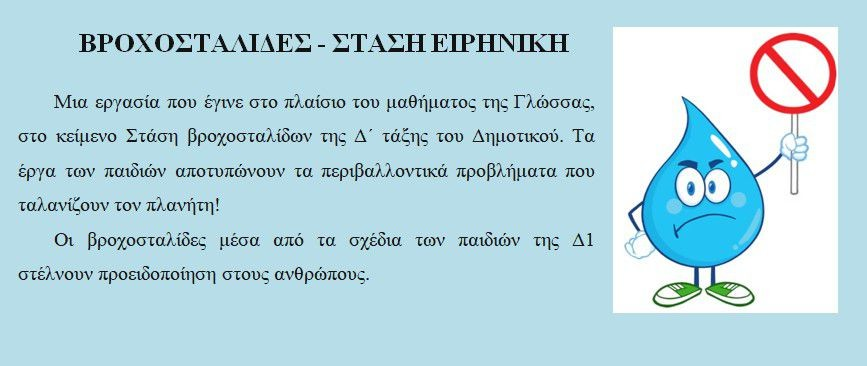 ΒΡΟΧΟΣΤΑΛΙΔΕΣ - ΣΤΑΣΗ ΕΙΡΗΝΙΚΗ
Μια εργασία που έγινε στο πλαίσιο του μαθήματος της Γλώσσας,
στο κείμενο Στάση βροχοσταλίδων της Δ΄ τάξης του Δημοτικού. Τα
έργα των παιδιών αποτυπώνουν τα περιβαλλοντικά προβλήματα που
ταλανίζουν τον πλανήτη!
Οι βροχοσταλίδες μέσα από τα σχέδια των παιδιών της Δ1
στέλνουν προειδοποίηση στους ανθρώπους.